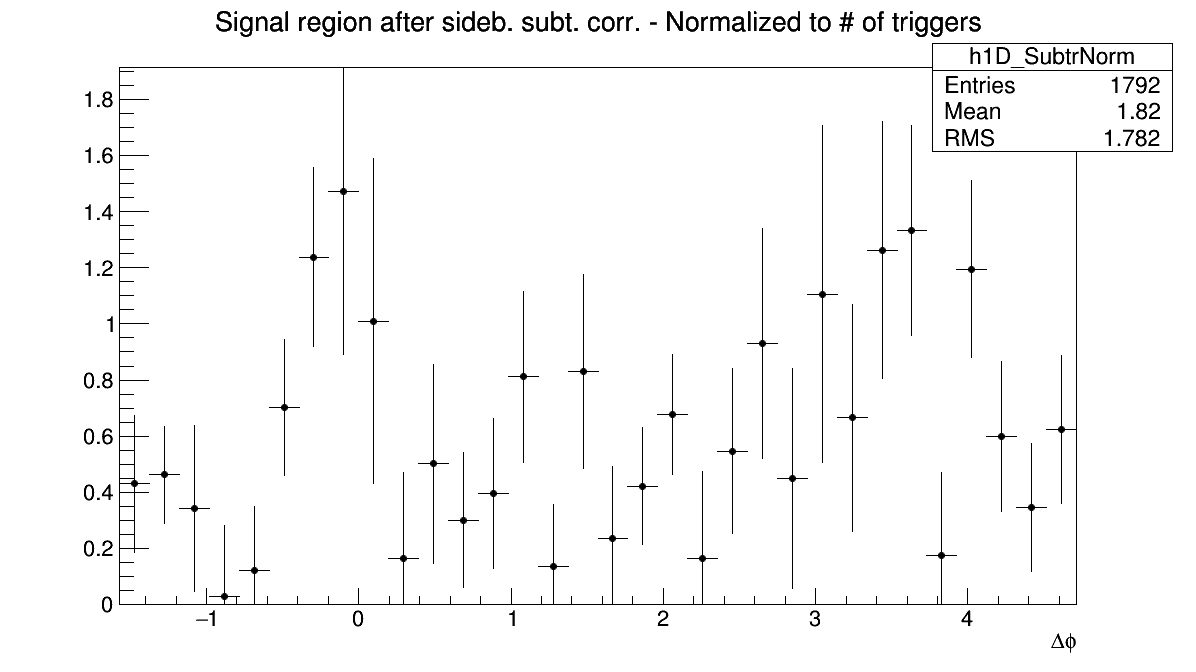 Signal region after sideb. subt. corr. - Normalized to # of triggers
h1D_SubtrNorm
Entries 1792
Mean 1.82
RMS 1.782
1.8
1.6
1.4
1.2
1
0.8
0.6
0.4
0.2
0
−1 0 1 2 3 4
Δϕ